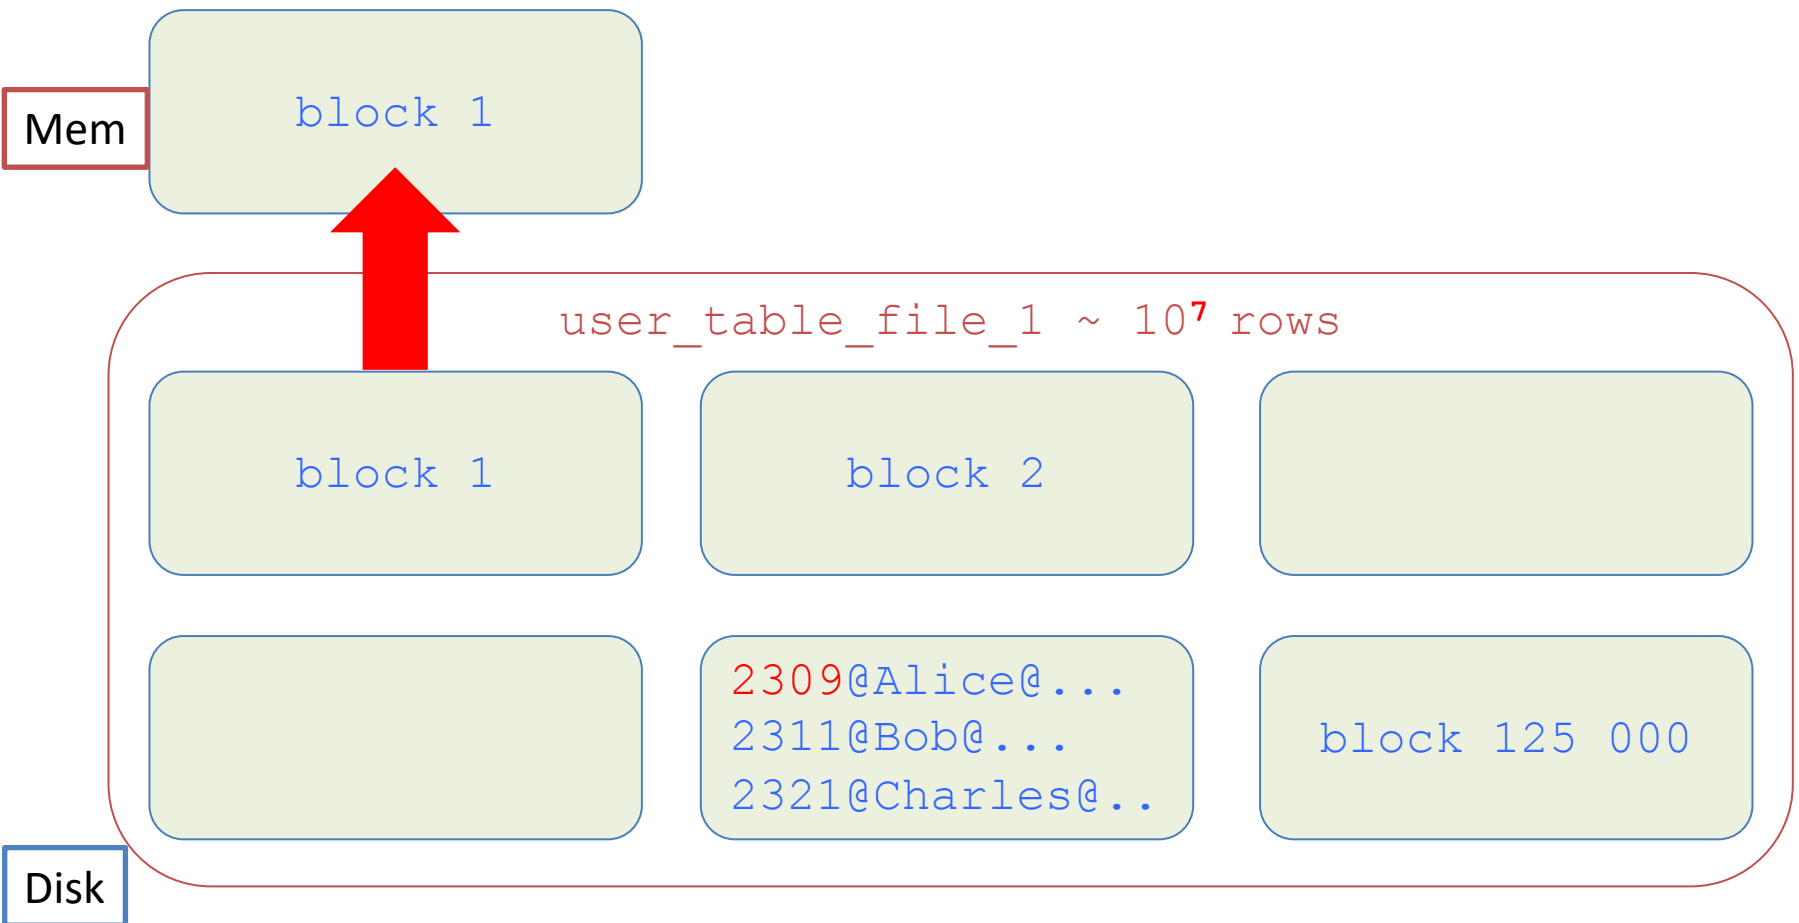 block 1
Mem
user_table_file_1 ~ 10⁷ rows
block 1
block 2
2309@Alice@...
2311@Bob@...
2321@Charles@..
block 125 000
Disk